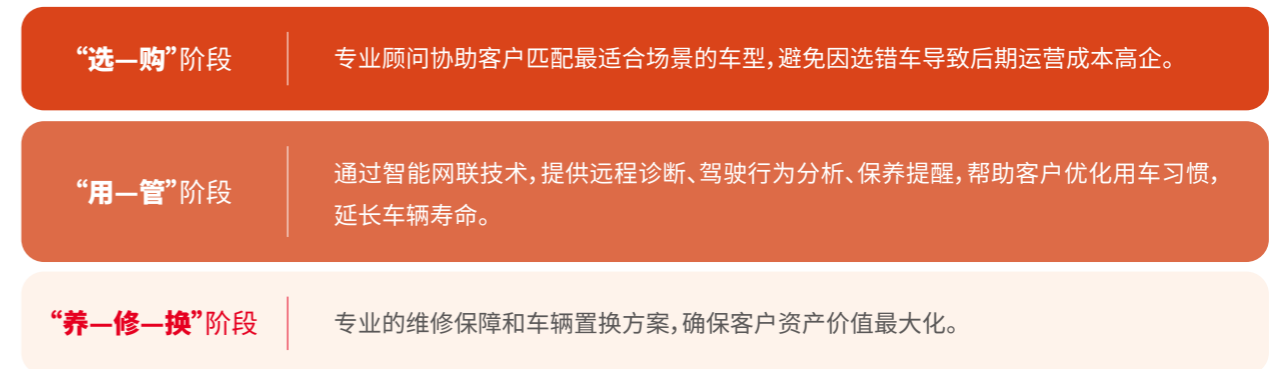 “选—购”阶段
专业顾问协助客户匹配最适合场景的车型，避免因选错车导致后期运营成本高企。
“用—管”阶段
通过智能网联技术，提供远程诊断、驾驶行为分析、保养提醒，帮助客户优化用车习惯，
延长车辆寿命。
“养—修—换”阶段
专业的维修保障和车辆置换方案，确保客户资产价值最大化。